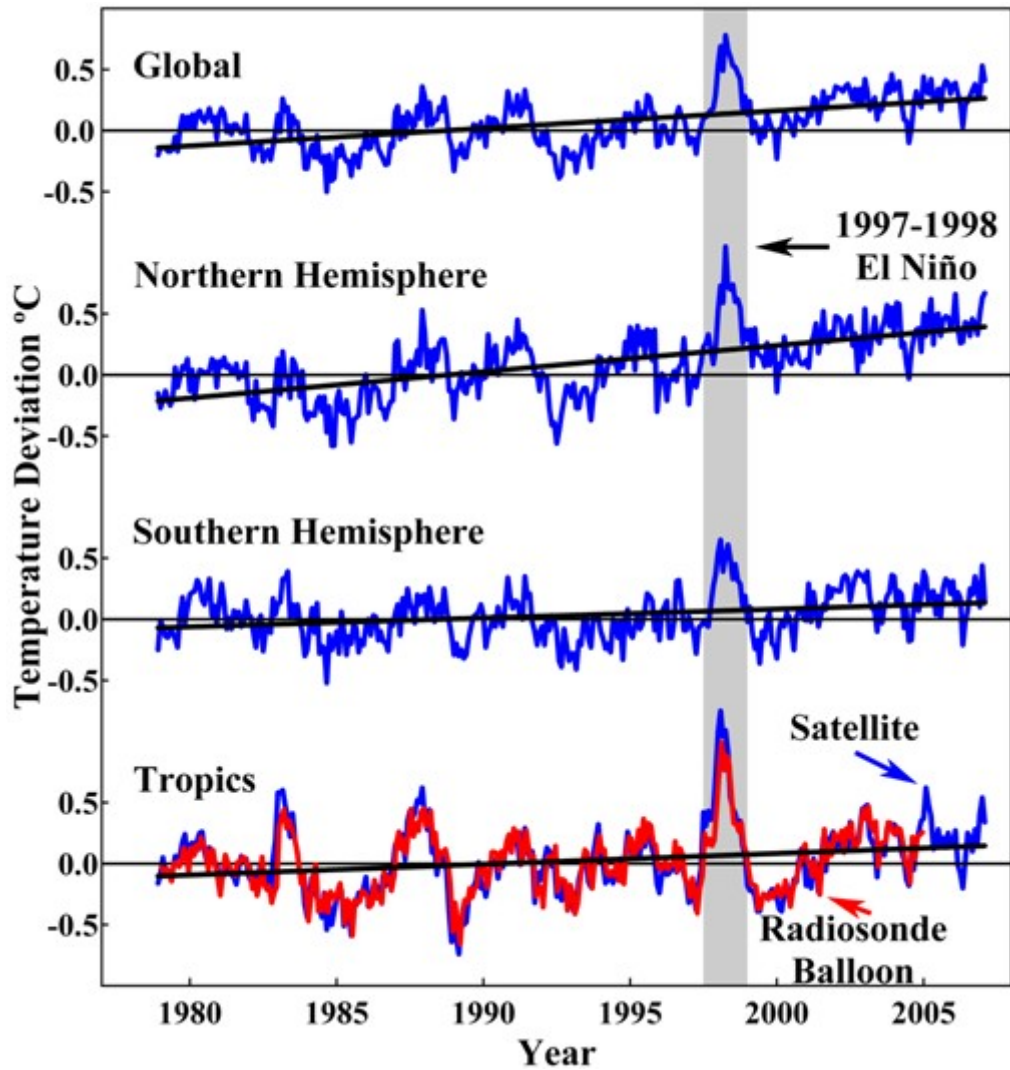 Global
0.5
0.0
-0.5
1997-1998
El Niño
Northern Hemisphere
0.5
0.0
-0.5
Temperature Deviation ºC
Southern Hemisphere
0.5
0.0
-0.5
Satellite
Tropics
0.5
0.0
-0.5
Radiosonde
Balloon
1980 1985 1990 1995 2000 2005
Year